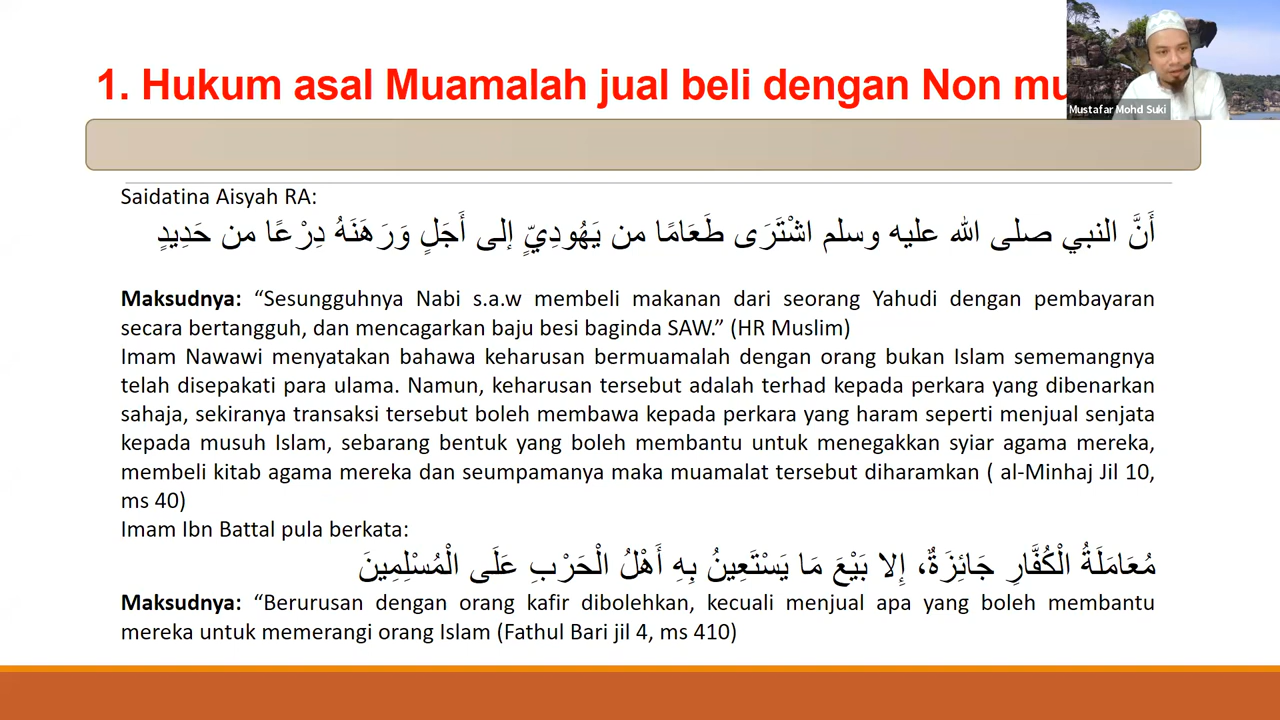 1. Hukum asal Muamalah jual beli dengan Non mu
Mustafar Mohd Suki
Saidatina Aisyah RA:
أَنَّ النبي صلى الله عليه وسلم اشْتَرَى طَعَامًا من يَهُودِيٍّ إلى أَجَلٍ وَرَهَنَهُ دِرْعًا من حَدِيدٍ
Maksudnya: “Sesungguhnya Nabi s.a.w membeli makanan dari seorang Yahudi dengan pembayaran
secara bertangguh, dan mencagarkan baju besi baginda SAW.” (HR Muslim)
Imam Nawawi menyatakan bahawa keharusan bermuamalah dengan orang bukan Islam sememangnya
telah disepakati para ulama. Namun, keharusan tersebut adalah terhad kepada perkara yang dibenarkan
sahaja, sekiranya transaksi tersebut boleh membawa kepada perkara yang haram seperti menjual senjata
kepada musuh Islam, sebarang bentuk yang boleh membantu untuk menegakkan syiar agama mereka,
membeli kitab agama mereka dan seumpamanya maka muamalat tersebut diharamkan ( al-Minhaj Jil 10,
ms 40)
Imam Ibn Battal pula berkata:
مُعَامَلَةُ الْكُفَّارِ جَائِزَةٌ، إِلا بَيْعَ مَا يَسْتَعِينُ بِهِ أَهْلُ الْحَرْبِ عَلَى الْمُسْلِمِينَ
Maksudnya: “Berurusan dengan orang kafir dibolehkan, kecuali menjual apa yang boleh membantu
mereka untuk memerangi orang Islam (Fathul Bari jil 4, ms 410)